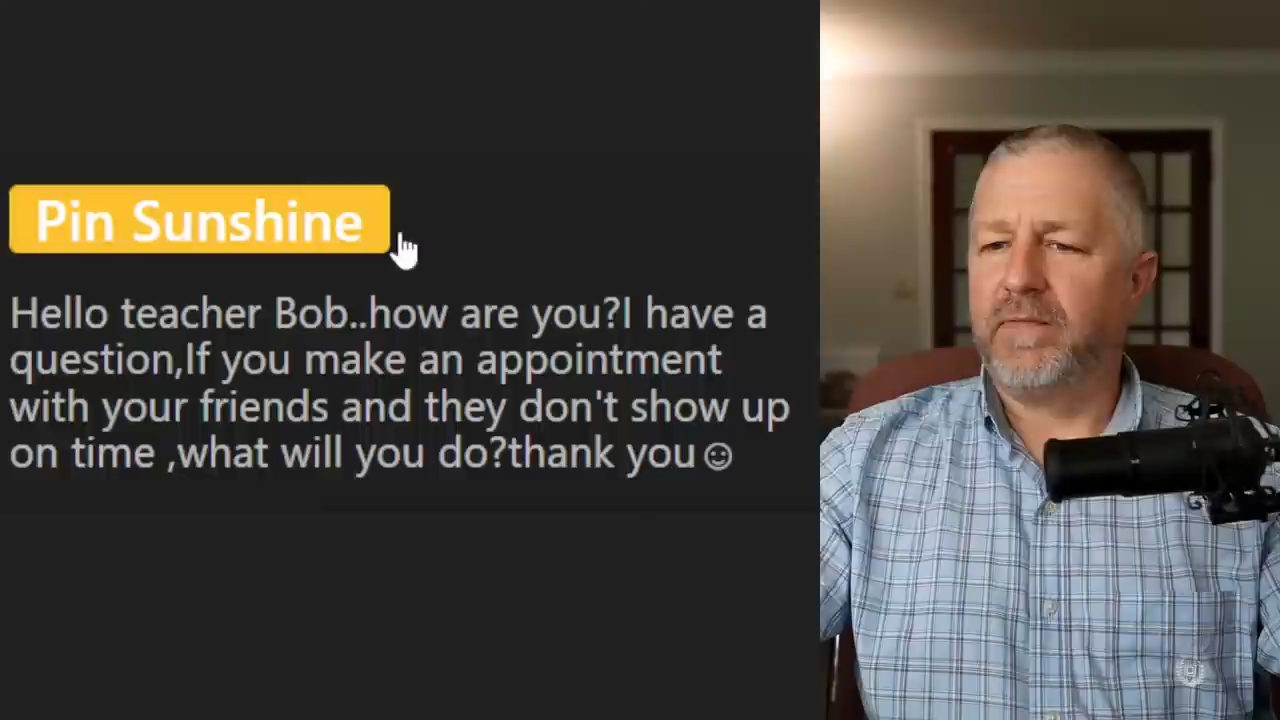 Pin Sunshine
Hello teacher Bob..how are you?I have a
question,If you make an appointment
with your friends and they don't show up
on time ,what will you do?thank you☺